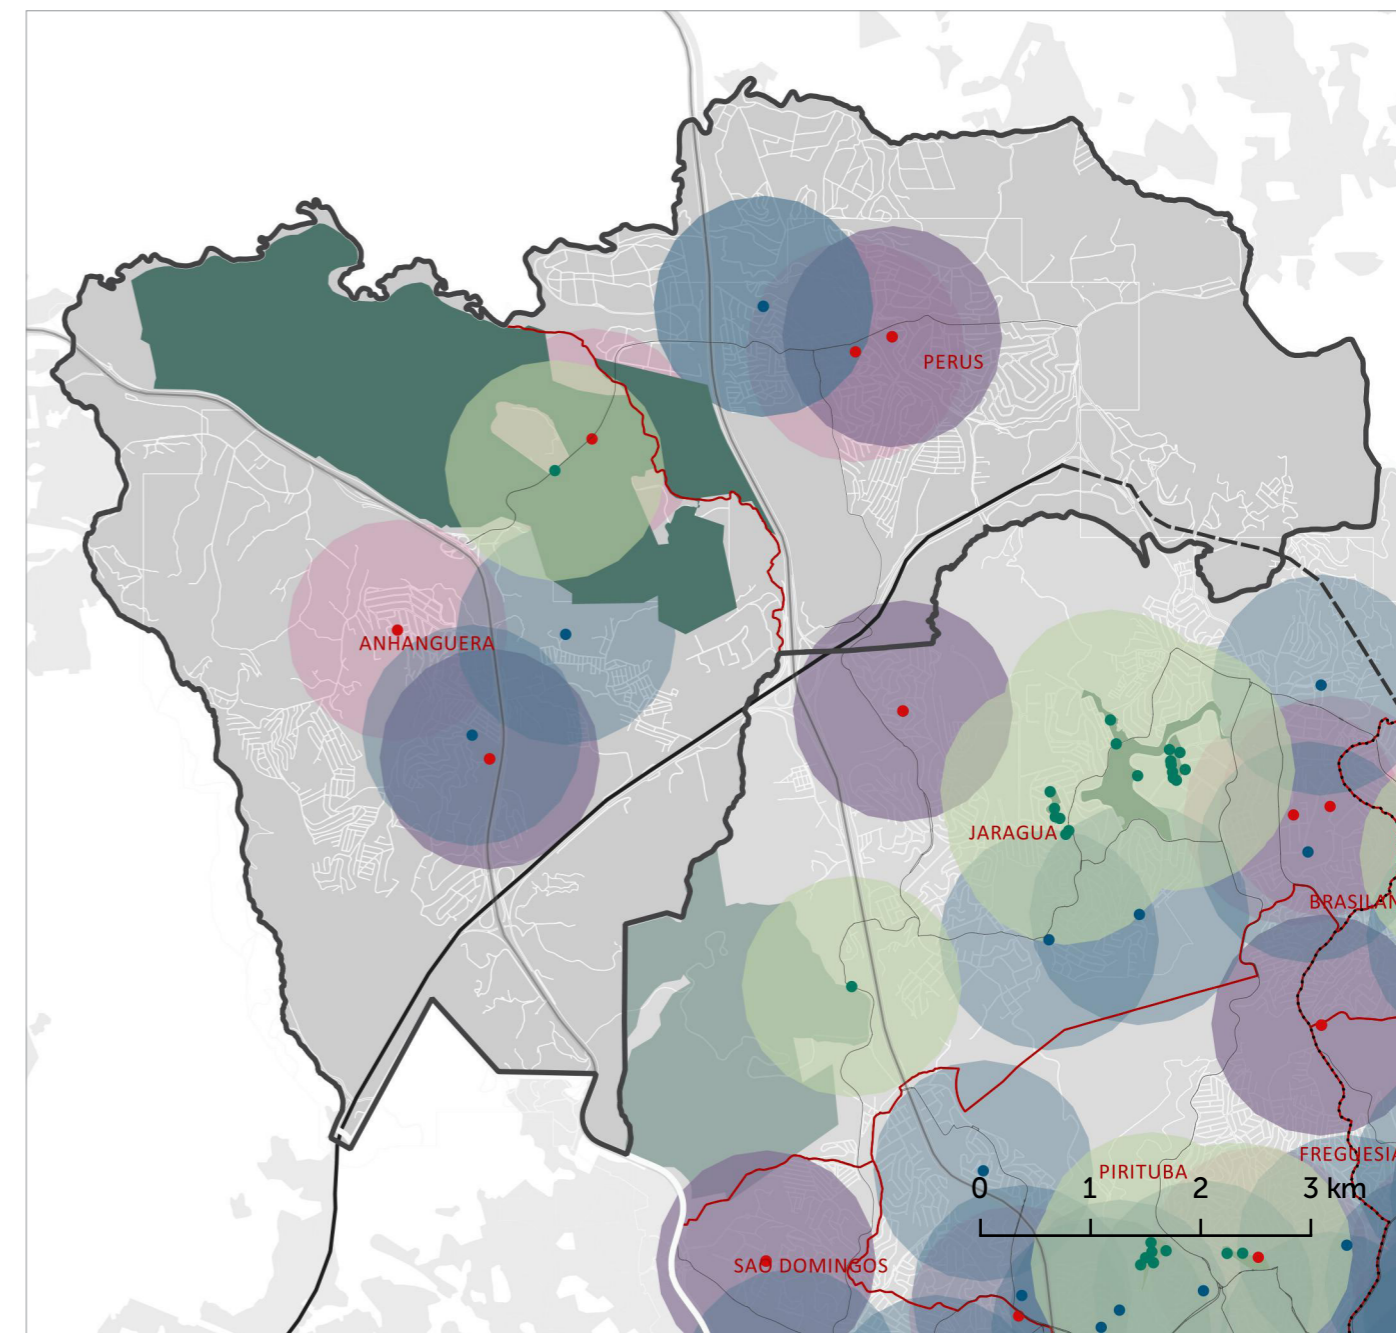 PERUS
ANHANGUERA
JARAGUA
BRASILAN
FREGUESIA
PIRITUBA
0 1 2 3 km
SAO DOMINGOS